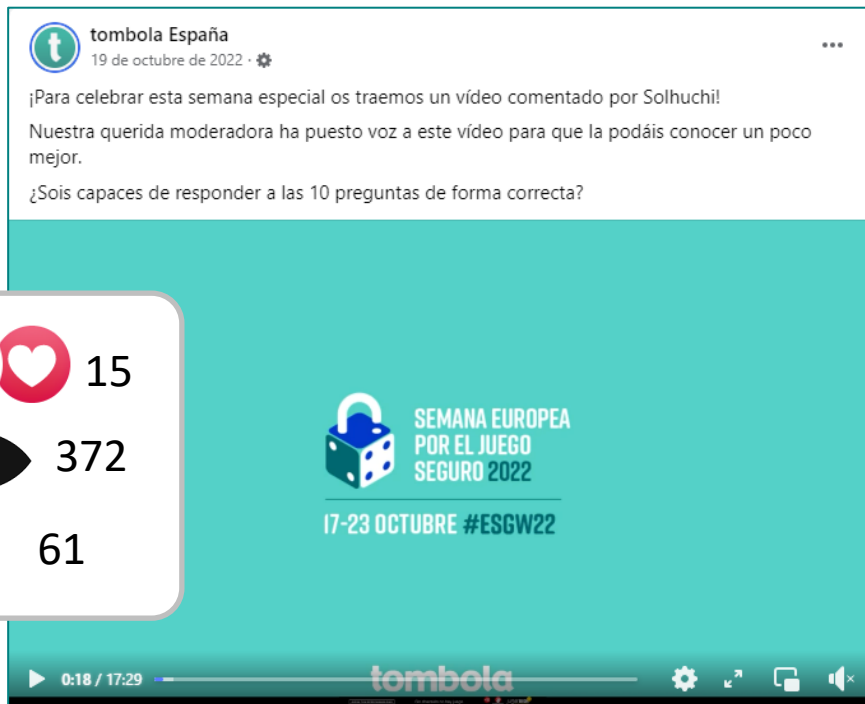 tombola España
19 de octubre de 2022 ·
¡Para celebrar esta semana especial os traemos un vídeo comentado por Solhuchi!
Nuestra querida moderadora ha puesto voz a este vídeo para que la podáis conocer un poco
mejor.
¿Sois capaces de responder a las 10 preguntas de forma correcta?
15
372
61
SEMANA EUROPEA
POR EL JUEGO
SEGURO 2022
17-23 OCTUBRE #ESGW22
0:18 / 17:29
tombola